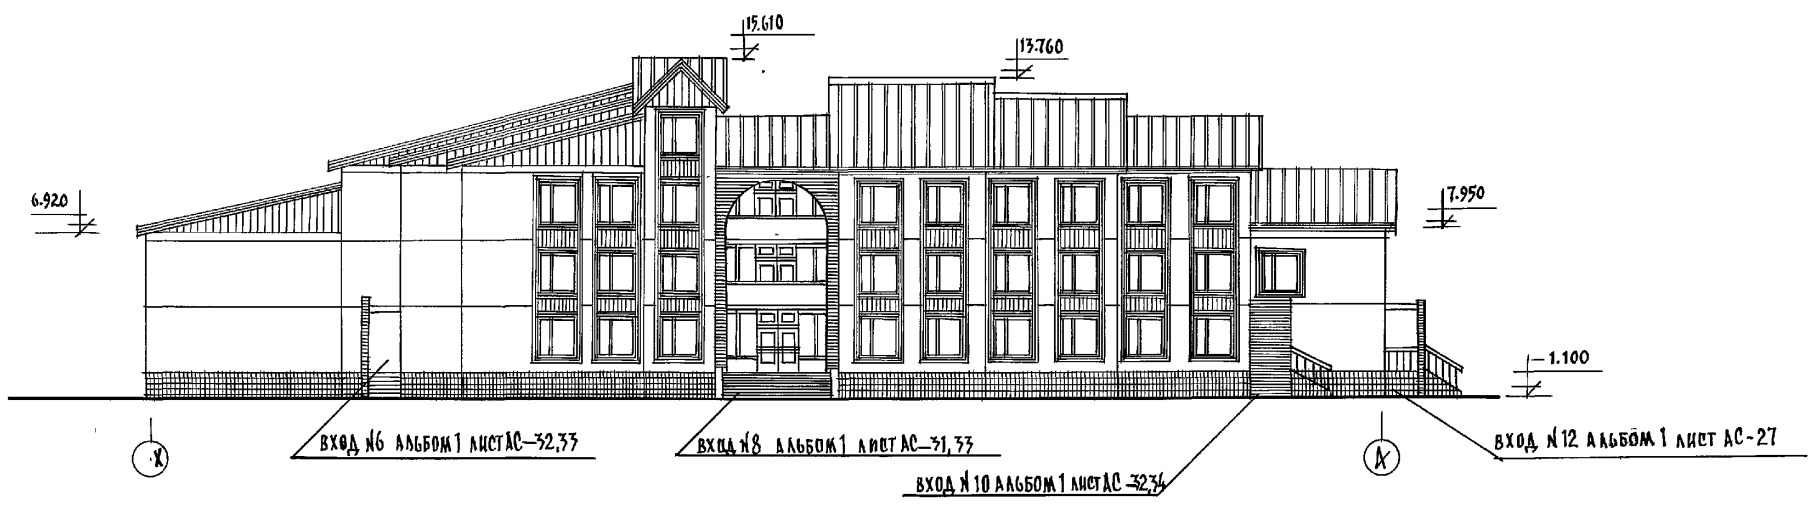 15.610
13.760
6.920
7.950
-1.100
ВХОД N6 АЛЬБОМ 1 ЛИСТ АС-32,33
ВХОД N8 АЛЬБОМ 1 ЛИСТ АС-31,33
ВХОД N10 АЛЬБОМ 1 ЛИСТ АС-32,34
ВХОД N12 АЛЬБОМ 1 ЛИСТ АС-27
Х
А